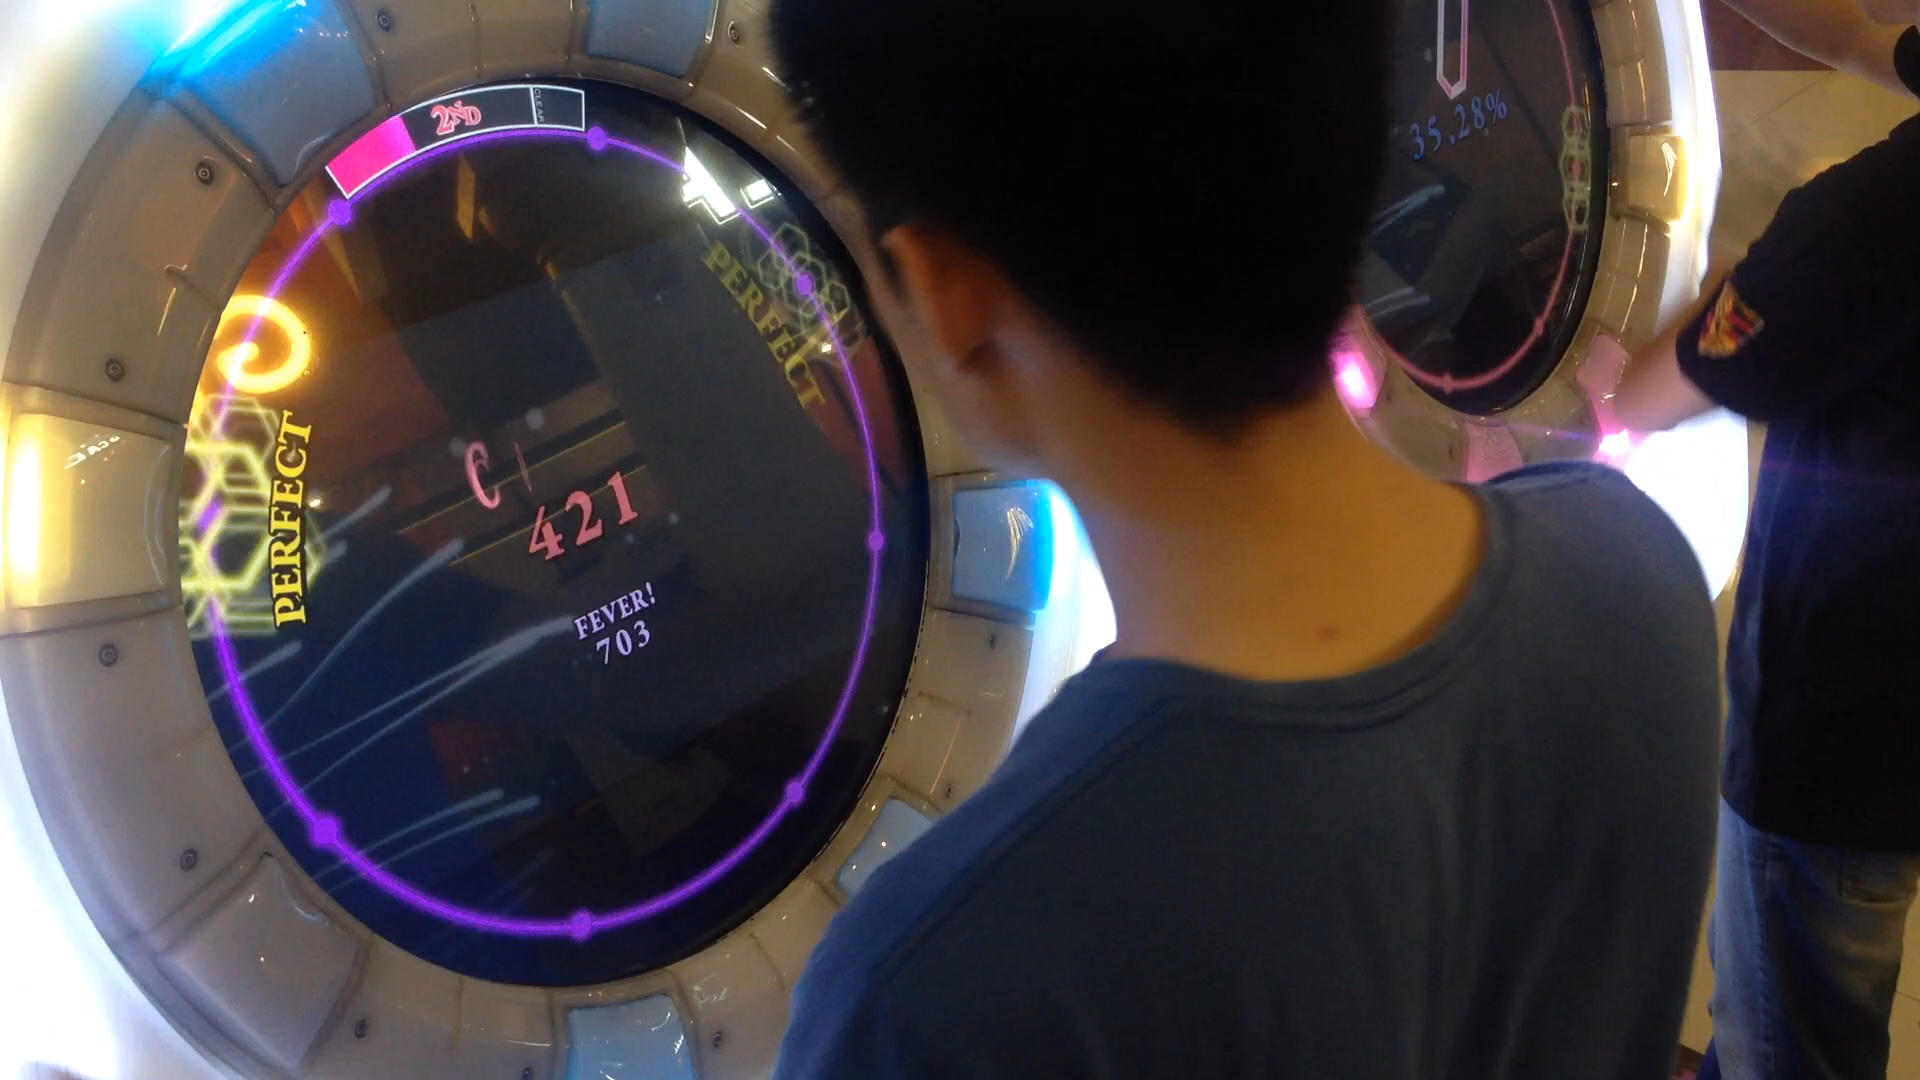 2ND
CLEAR
PERFECT
PERFECT
421
FEVER!
703
35.28%